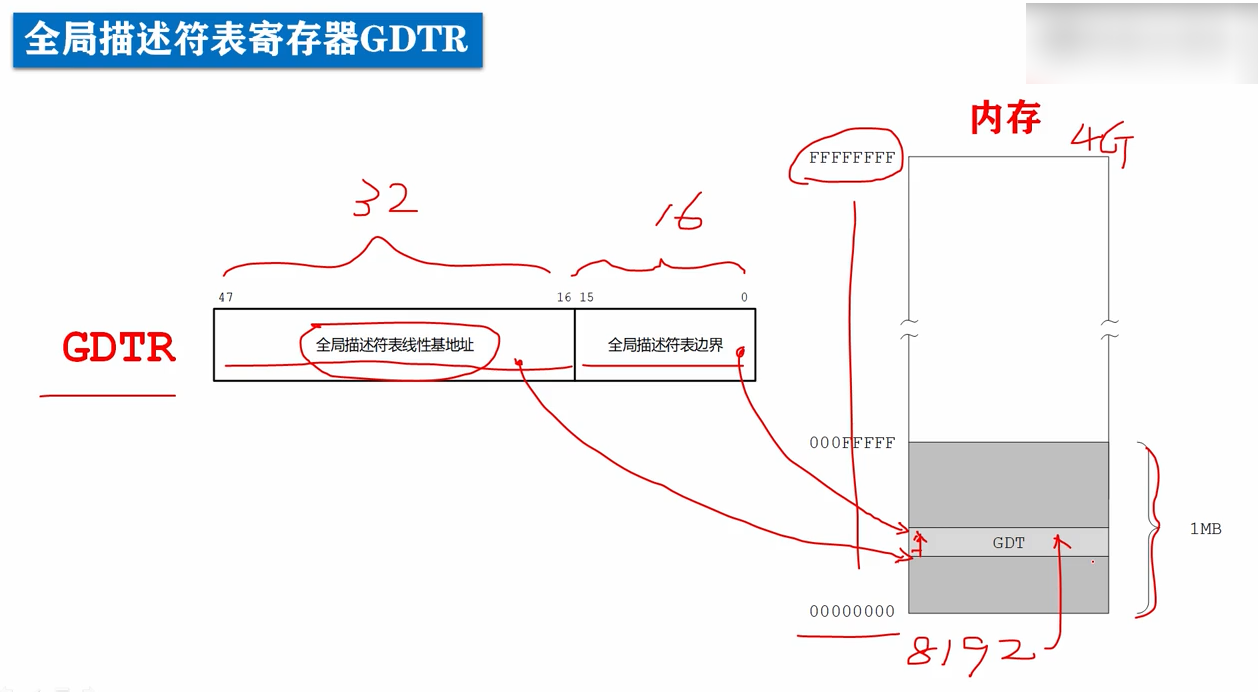 全局描述符表寄存器GDTR
内存
4G
FFFFFFFF
32
16
47
16 15
0
GDTR
全局描述符表线性基地址
全局描述符表边界
000FFFFF
GDT
1MB
00000000
8192